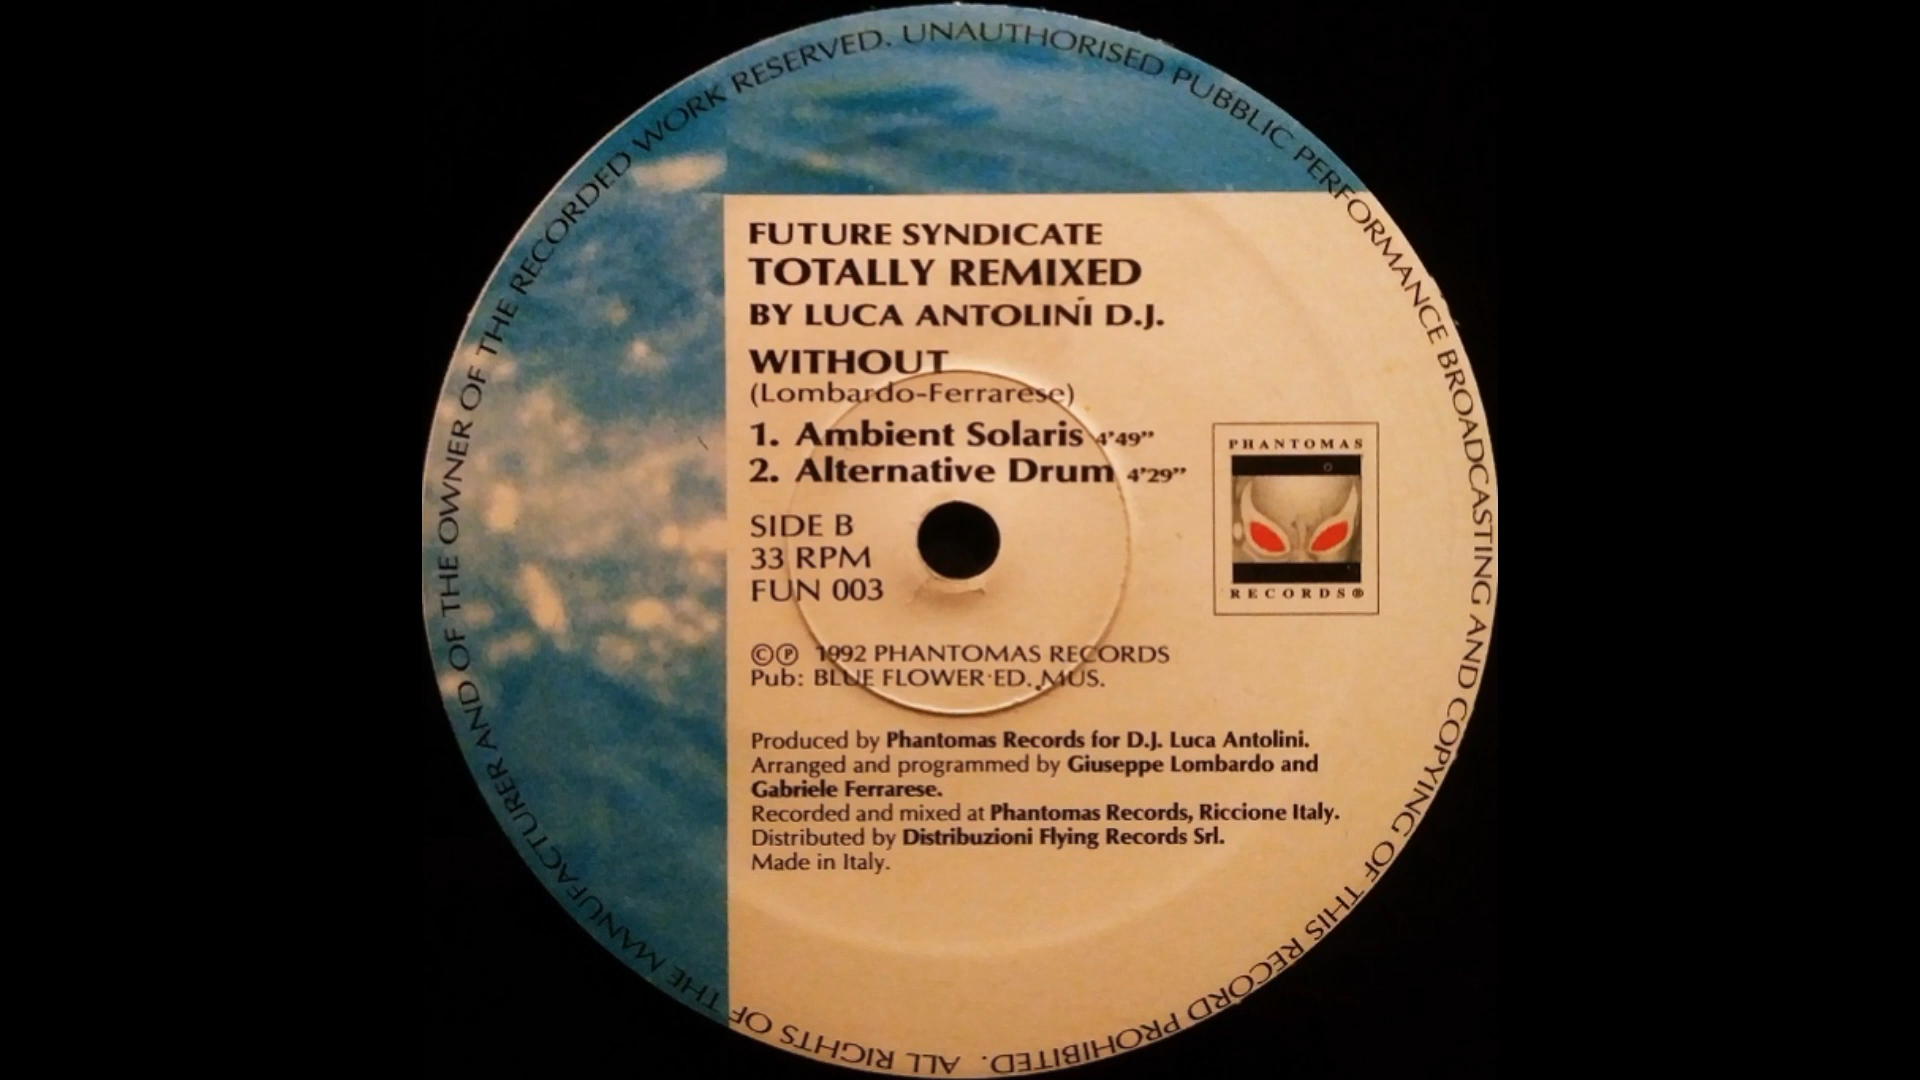 FUTURE SYNDICATE
TOTALLY REMIXED
BY LUCA ANTOLINI D.J.
WITHOUT
(Lombardo-Ferrarese)
1. Ambient Solaris 4'49”
2. Alternative Drum 4'29”
SIDE B
33 RPM
FUN 003
©℗ 1992 PHANTOMAS RECORDS
Pub: BLUE FLOWER ED. MUS.
Produced by Phantomas Records for D.J. Luca Antolini.
Arranged and programmed by Giuseppe Lombardo and
Gabriele Ferrarese.
Recorded and mixed at Phantomas Records, Riccione Italy.
Distributed by Distribuzioni Flying Records Srl.
Made in Italy.
PHANTOMAS
RECORDS®
ALL RIGHTS OF THE MANUFACTURER AND OF THE OWNER OF THE RECORDED WORK RESERVED. UNAUTHORISED PUBBLIC PERFORMANCE BROADCASTING AND COPYING OF THIS RECORD PROHIBITED.